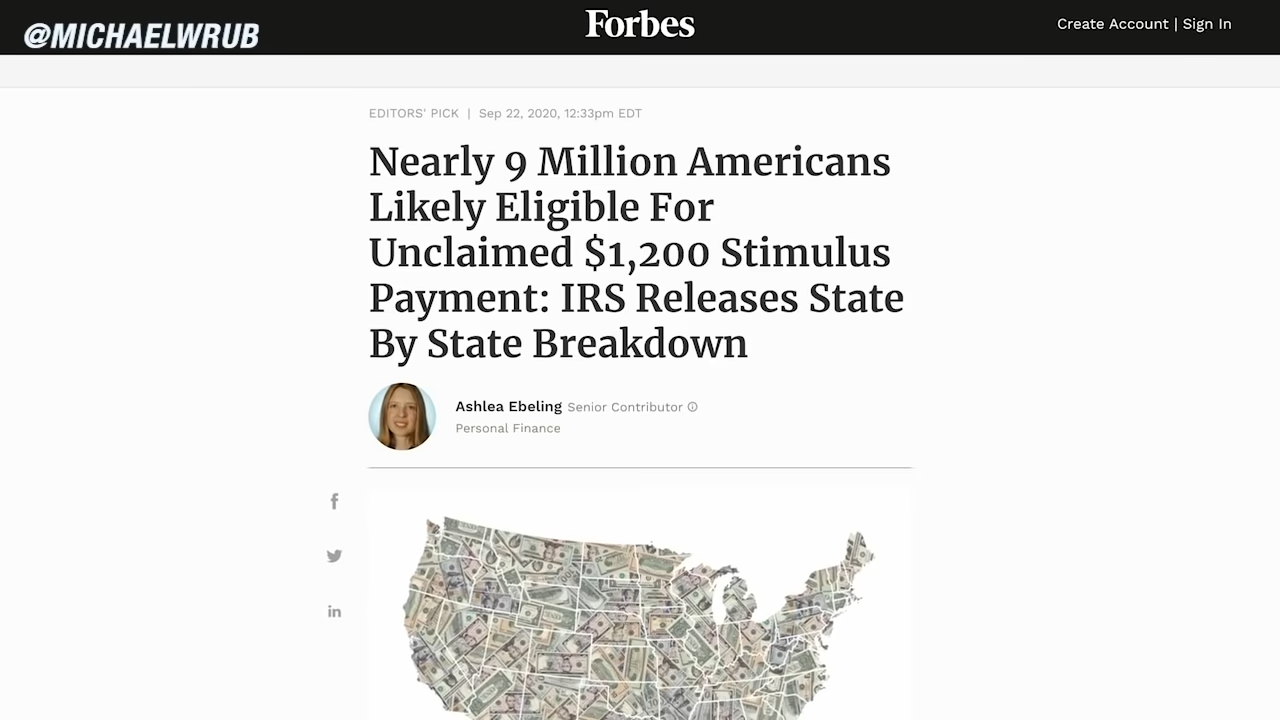 @MICHAELWRUB
Forbes
Create Account | Sign In
EDITORS' PICK | Sep 22, 2020, 12:33pm EDT
Nearly 9 Million Americans
Likely Eligible For
Unclaimed $1,200 Stimulus
Payment: IRS Releases State
By State Breakdown
Ashlea Ebeling Senior Contributor
Personal Finance
f
in